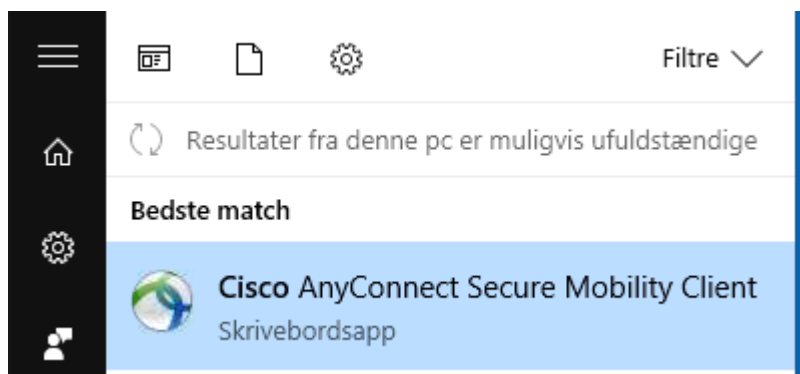 Filtre
Resultater fra denne pc er muligvis ufuldstændige
Bedste match
Cisco AnyConnect Secure Mobility Client
Skrivebordsapp